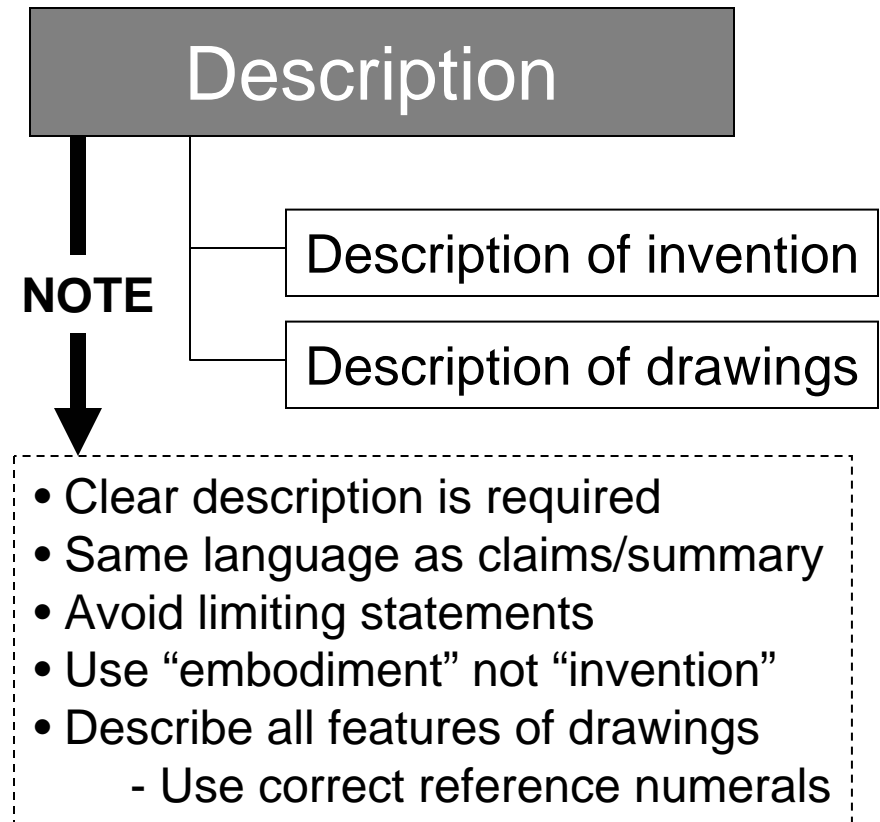 Description
Description of invention
NOTE
Description of drawings
• Clear description is required
• Same language as claims/summary
• Avoid limiting statements
• Use “embodiment” not “invention”
• Describe all features of drawings
- Use correct reference numerals